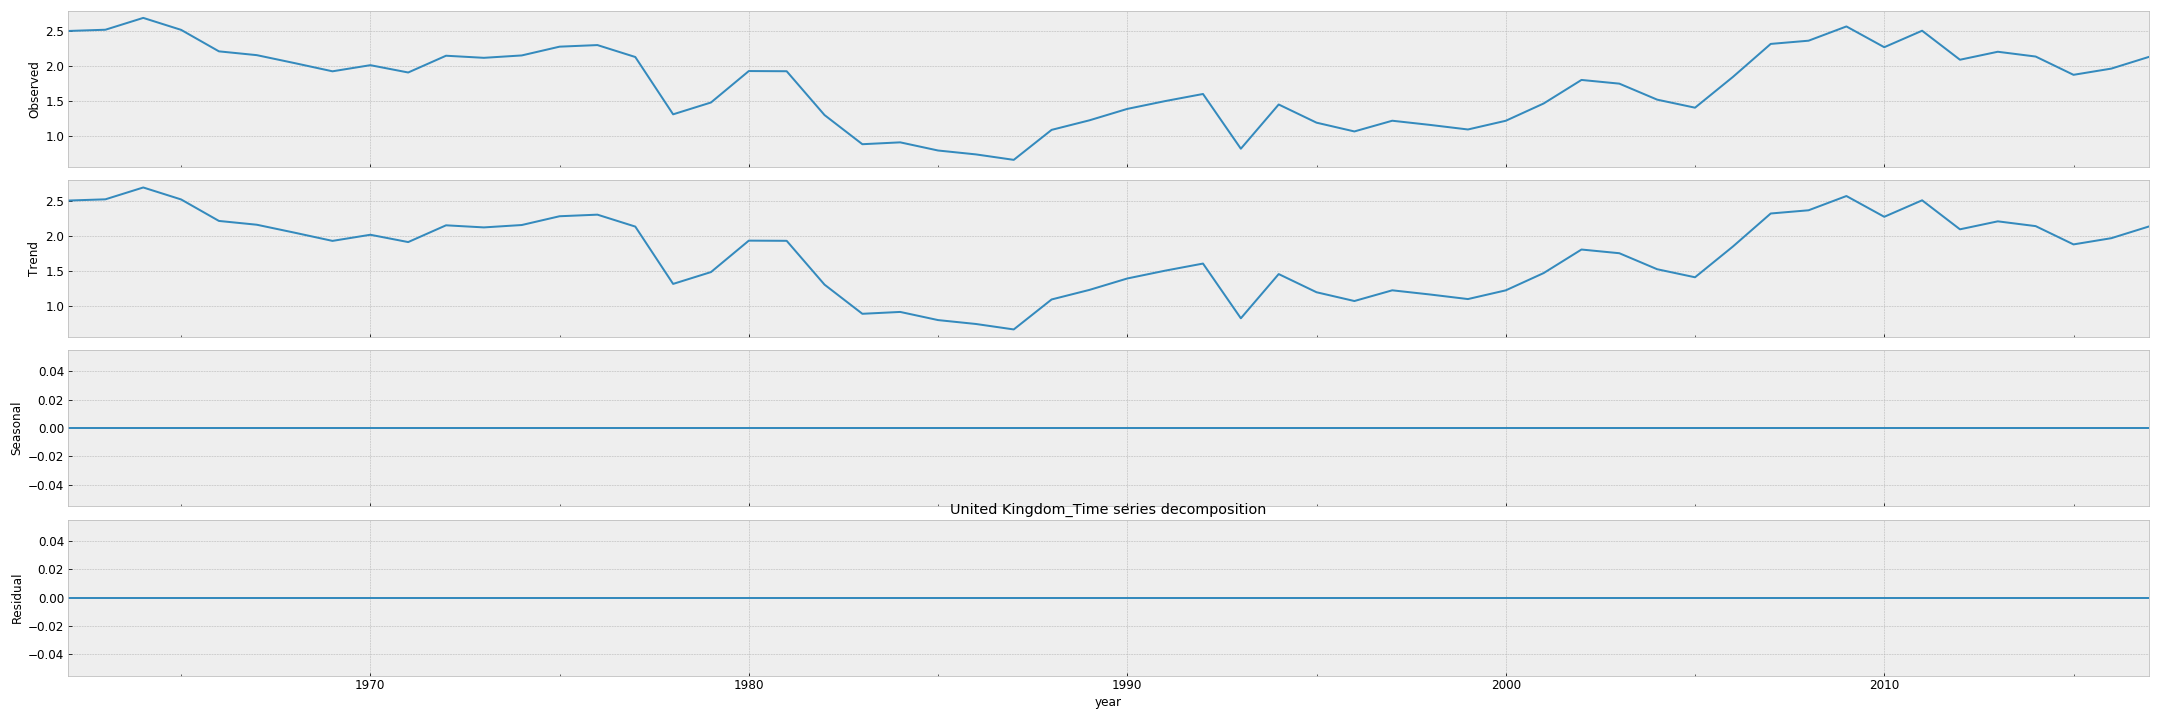 2.5
2.0
1.5
1.0
Observed
2.5
2.0
1.5
1.0
Trend
0.04
0.02
0.00
−0.02
−0.04
Seasonal
United Kingdom_Time series decomposition
0.04
0.02
0.00
−0.02
−0.04
Residual
1970 1980 1990 2000 2010
year